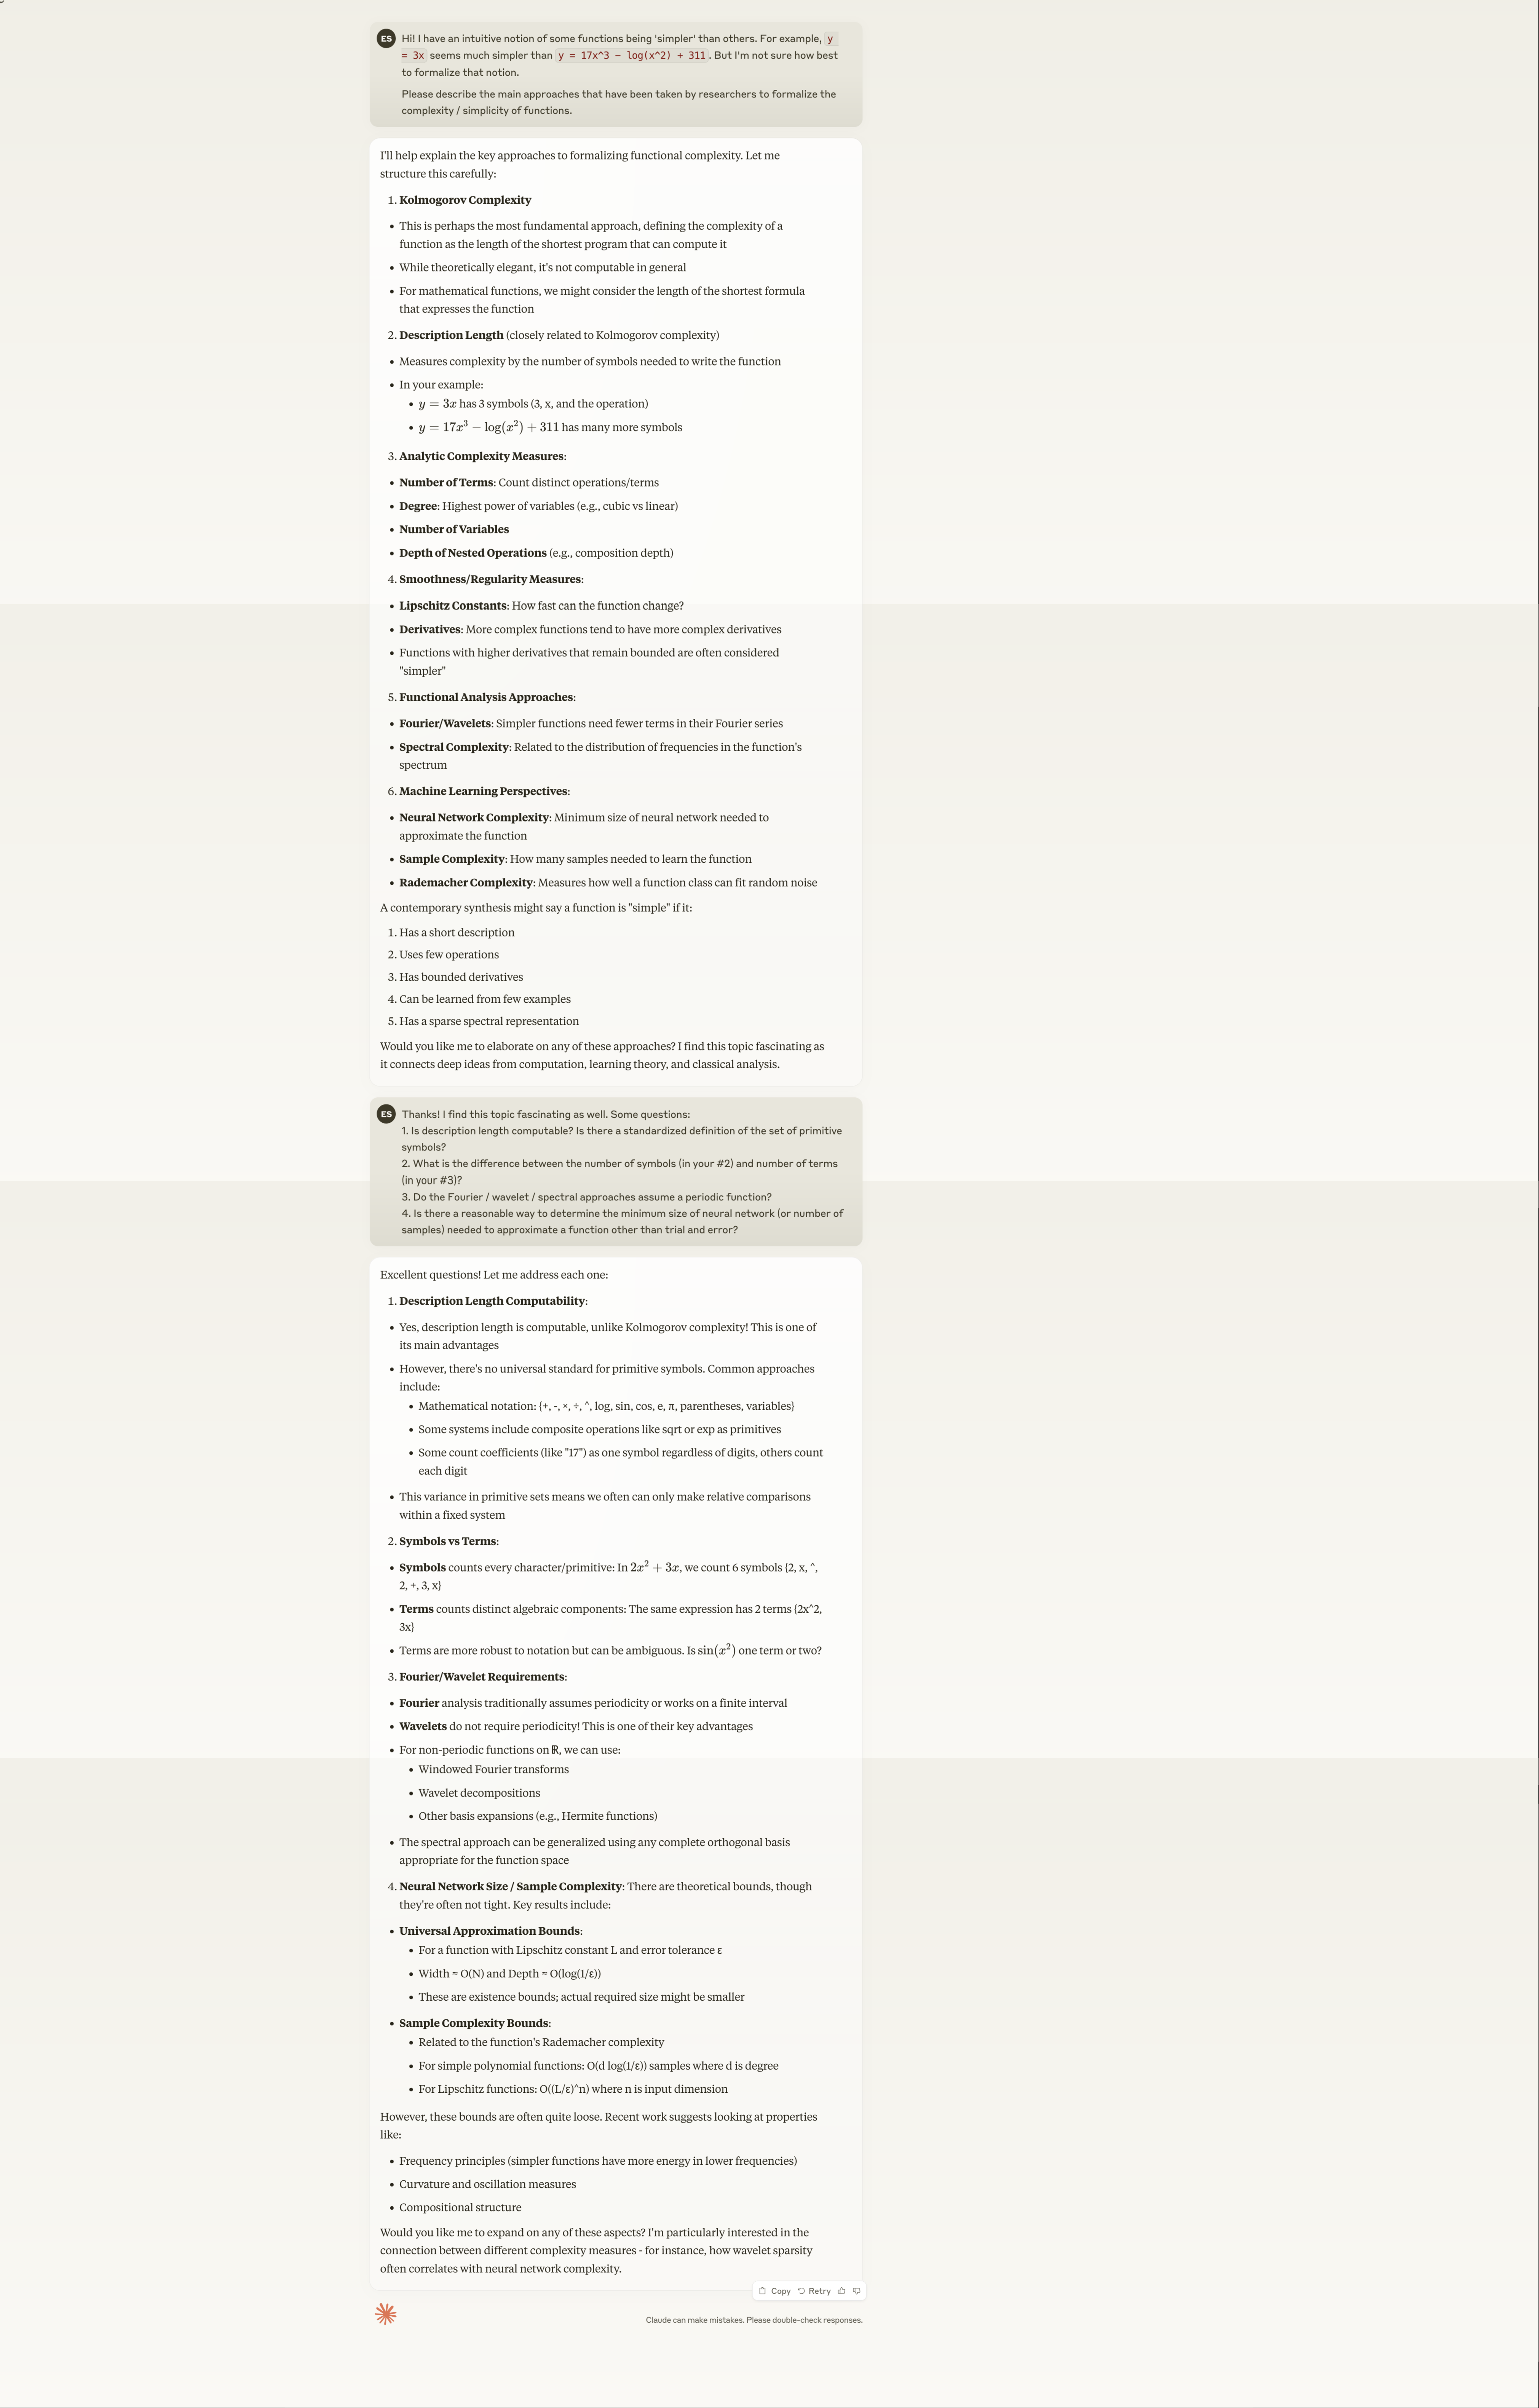 ES
Hi! I have an intuitive notion of some functions being 'simpler' than others. For example, y
= 3x seems much simpler than y = 17x^3 − log(x^2) + 311. But I'm not sure how best
to formalize that notion.
Please describe the main approaches that have been taken by researchers to formalize the
complexity / simplicity of functions.
I'll help explain the key approaches to formalizing functional complexity. Let me
structure this carefully:
1. Kolmogorov Complexity
• This is perhaps the most fundamental approach, defining the complexity of a
function as the length of the shortest program that can compute it
• While theoretically elegant, it's not computable in general
• For mathematical functions, we might consider the length of the shortest formula
that expresses the function
2. Description Length (closely related to Kolmogorov complexity)
• Measures complexity by the number of symbols needed to write the function
• In your example:
• y = 3x has 3 symbols (3, x, and the operation)
• y = 17x³ − log(x²) + 311 has many more symbols
3. Analytic Complexity Measures:
• Number of Terms: Count distinct operations/terms
• Degree: Highest power of variables (e.g., cubic vs linear)
• Number of Variables
• Depth of Nested Operations (e.g., composition depth)
4. Smoothness/Regularity Measures:
• Lipschitz Constants: How fast can the function change?
• Derivatives: More complex functions tend to have more complex derivatives
• Functions with higher derivatives that remain bounded are often considered
"simpler"
5. Functional Analysis Approaches:
• Fourier/Wavelets: Simpler functions need fewer terms in their Fourier series
• Spectral Complexity: Related to the distribution of frequencies in the function's
spectrum
6. Machine Learning Perspectives:
• Neural Network Complexity: Minimum size of neural network needed to
approximate the function
• Sample Complexity: How many samples needed to learn the function
• Rademacher Complexity: Measures how well a function class can fit random noise
A contemporary synthesis might say a function is "simple" if it:
1. Has a short description
2. Uses few operations
3. Has bounded derivatives
4. Can be learned from few examples
5. Has a sparse spectral representation
Would you like me to elaborate on any of these approaches? I find this topic fascinating as
it connects deep ideas from computation, learning theory, and classical analysis.
ES
Thanks! I find this topic fascinating as well. Some questions:
1. Is description length computable? Is there a standardized definition of the set of primitive
symbols?
2. What is the difference between the number of symbols (in your #2) and number of terms
(in your #3)?
3. Do the Fourier / wavelet / spectral approaches assume a periodic function?
4. Is there a reasonable way to determine the minimum size of neural network (or number of
samples) needed to approximate a function other than trial and error?
Excellent questions! Let me address each one:
1. Description Length Computability:
• Yes, description length is computable, unlike Kolmogorov complexity! This is one of
its main advantages
• However, there's no universal standard for primitive symbols. Common approaches
include:
• Mathematical notation: {+, -, ×, ÷, ^, log, sin, cos, e, π, parentheses, variables}
• Some systems include composite operations like sqrt or exp as primitives
• Some count coefficients (like "17") as one symbol regardless of digits, others count
each digit
• This variance in primitive sets means we often can only make relative comparisons
within a fixed system
2. Symbols vs Terms:
• Symbols counts every character/primitive: In 2x² + 3x, we count 6 symbols {2, x, ^,
2, +, 3, x}
• Terms counts distinct algebraic components: The same expression has 2 terms {2x^2,
3x}
• Terms are more robust to notation but can be ambiguous. Is sin(x²) one term or two?
3. Fourier/Wavelet Requirements:
• Fourier analysis traditionally assumes periodicity or works on a finite interval
• Wavelets do not require periodicity! This is one of their key advantages
• For non-periodic functions on ℝ, we can use:
• Windowed Fourier transforms
• Wavelet decompositions
• Other basis expansions (e.g., Hermite functions)
• The spectral approach can be generalized using any complete orthogonal basis
appropriate for the function space
4. Neural Network Size / Sample Complexity: There are theoretical bounds, though
they're often not tight. Key results include:
• Universal Approximation Bounds:
• For a function with Lipschitz constant L and error tolerance ε
• Width ≈ O(N) and Depth ≈ O(log(1/ε))
• These are existence bounds; actual required size might be smaller
• Sample Complexity Bounds:
• Related to the function's Rademacher complexity
• For simple polynomial functions: O(d log(1/ε)) samples where d is degree
• For Lipschitz functions: O((L/ε)^n) where n is input dimension
However, these bounds are often quite loose. Recent work suggests looking at properties
like:
• Frequency principles (simpler functions have more energy in lower frequencies)
• Curvature and oscillation measures
• Compositional structure
Would you like me to expand on any of these aspects? I'm particularly interested in the
connection between different complexity measures - for instance, how wavelet sparsity
often correlates with neural network complexity.
Copy Retry
Claude can make mistakes. Please double-check responses.